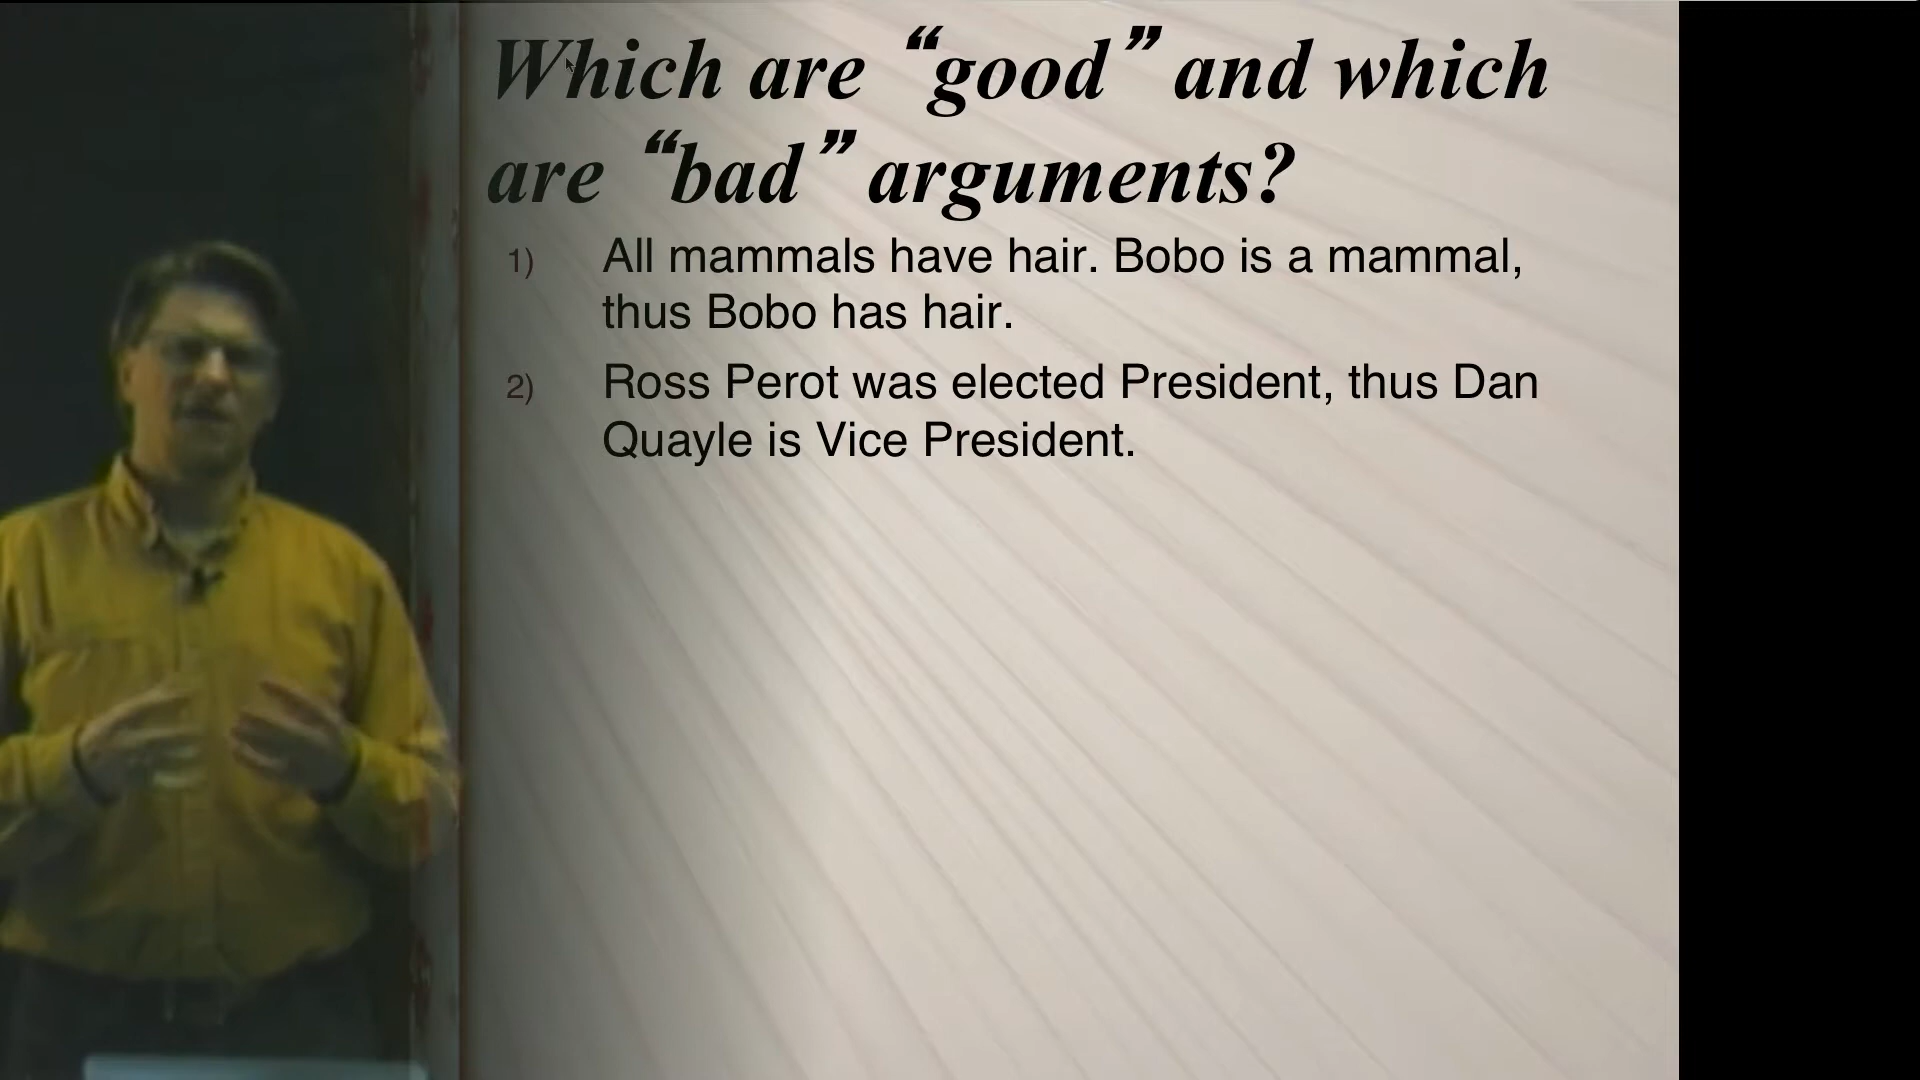 Which are “good” and which
are “bad” arguments?
1) All mammals have hair. Bobo is a mammal,
thus Bobo has hair.
2) Ross Perot was elected President, thus Dan
Quayle is Vice President.